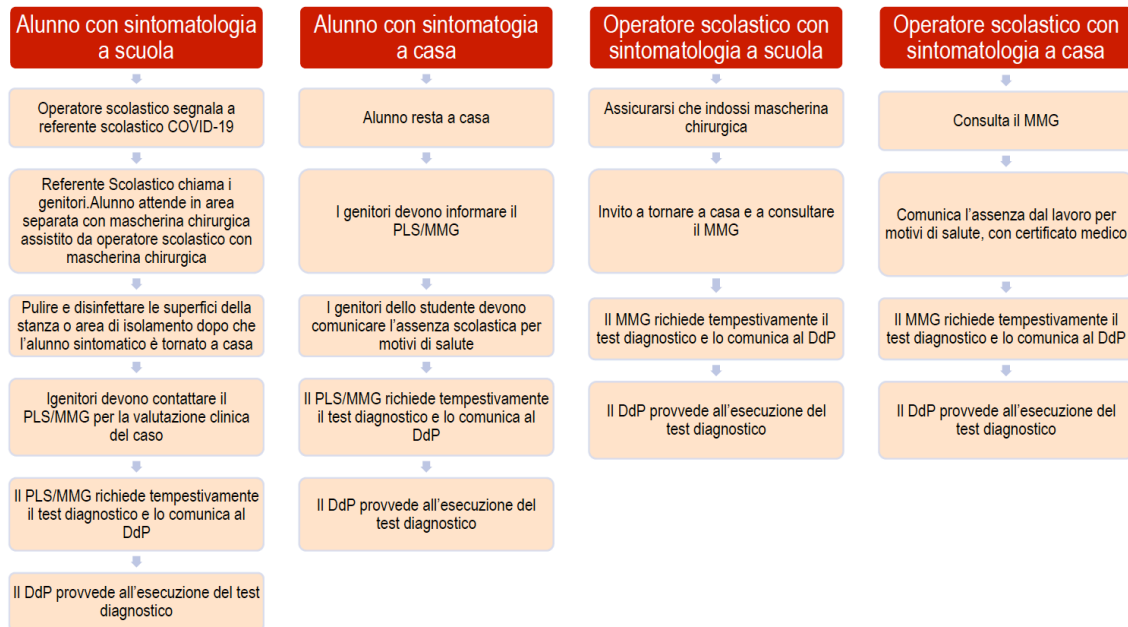 Alunno con sintomatologia
a scuola
Operatore scolastico segnala a
referente scolastico COVID-19
Referente Scolastico chiama i
genitori.Alunno attende in area
separata con mascherina chirurgica
assistito da operatore scolastico con
mascherina chirurgica
Pulire e disinfettare le superfici della
stanza o area di isolamento dopo che
l'alunno sintomatico è tornato a casa
Igenitori devono contattare il
PLS/MMG per la valutazione clinica
del caso
Il PLS/MMG richiede tempestivamente
il test diagnostico e lo comunica al
DdP
Il DdP provvede all'esecuzione del test
diagnostico
Alunno con sintomatogia
a casa
Alunno resta a casa
I genitori devono informare il
PLS/MMG
I genitori dello studente devono
comunicare l'assenza scolastica per
motivi di salute
Il PLS/MMG richiede tempestivamente
il test diagnostico e lo comunica al
DdP
Il DdP provvede all'esecuzione del
test diagnostico
Operatore scolastico con
sintomatologia a scuola
Assicurarsi che indossi mascherina
chirurgica
Invito a tornare a casa e a consultare
il MMG
Il MMG richiede tempestivamente il
test diagnostico e lo comunica al DdP
Il DdP provvede all'esecuzione del
test diagnostico
Operatore scolastico con
sintomatologia a casa
Consulta il MMG
Comunica l'assenza dal lavoro per
motivi di salute, con certificato medico
Il MMG richiede tempestivamente il
test diagnostico e lo comunica al DdP
Il DdP provvede all'esecuzione del
test diagnostico